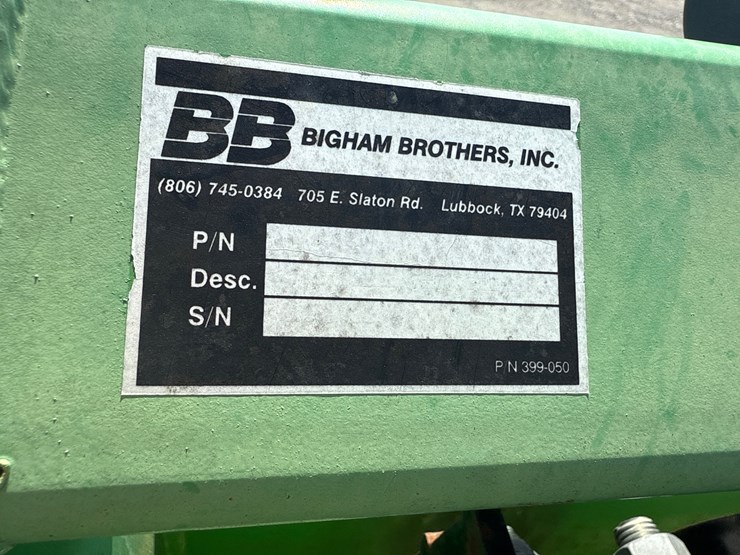 BB BIGHAM BROTHERS, INC.
(806) 745-0384 705 E. Slaton Rd. Lubbock, TX 79404
P/N
Desc.
S/N
P/N 399-050